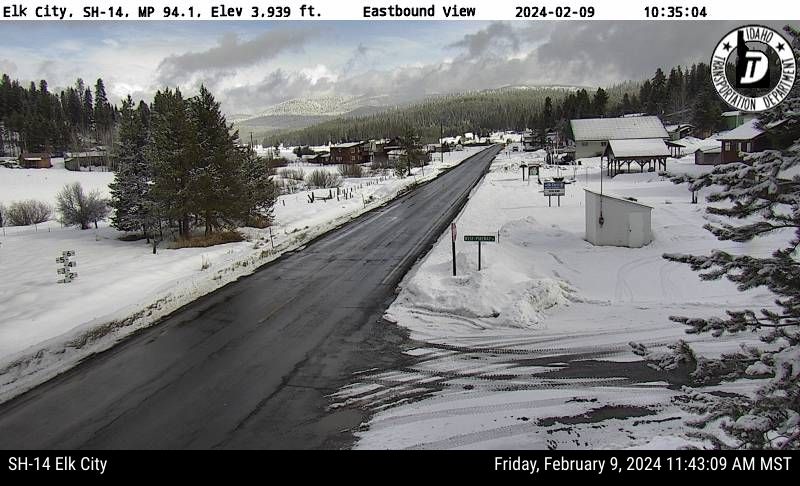 Elk City, SH-14, MP 94.1, Elev 3,939 ft. Eastbound View 2024-02-09 10:35:04
IDAHO
TRANSPORTATION DEPARTMENT
SH-14 Elk City Friday, February 9, 2024 11:43:09 AM MST